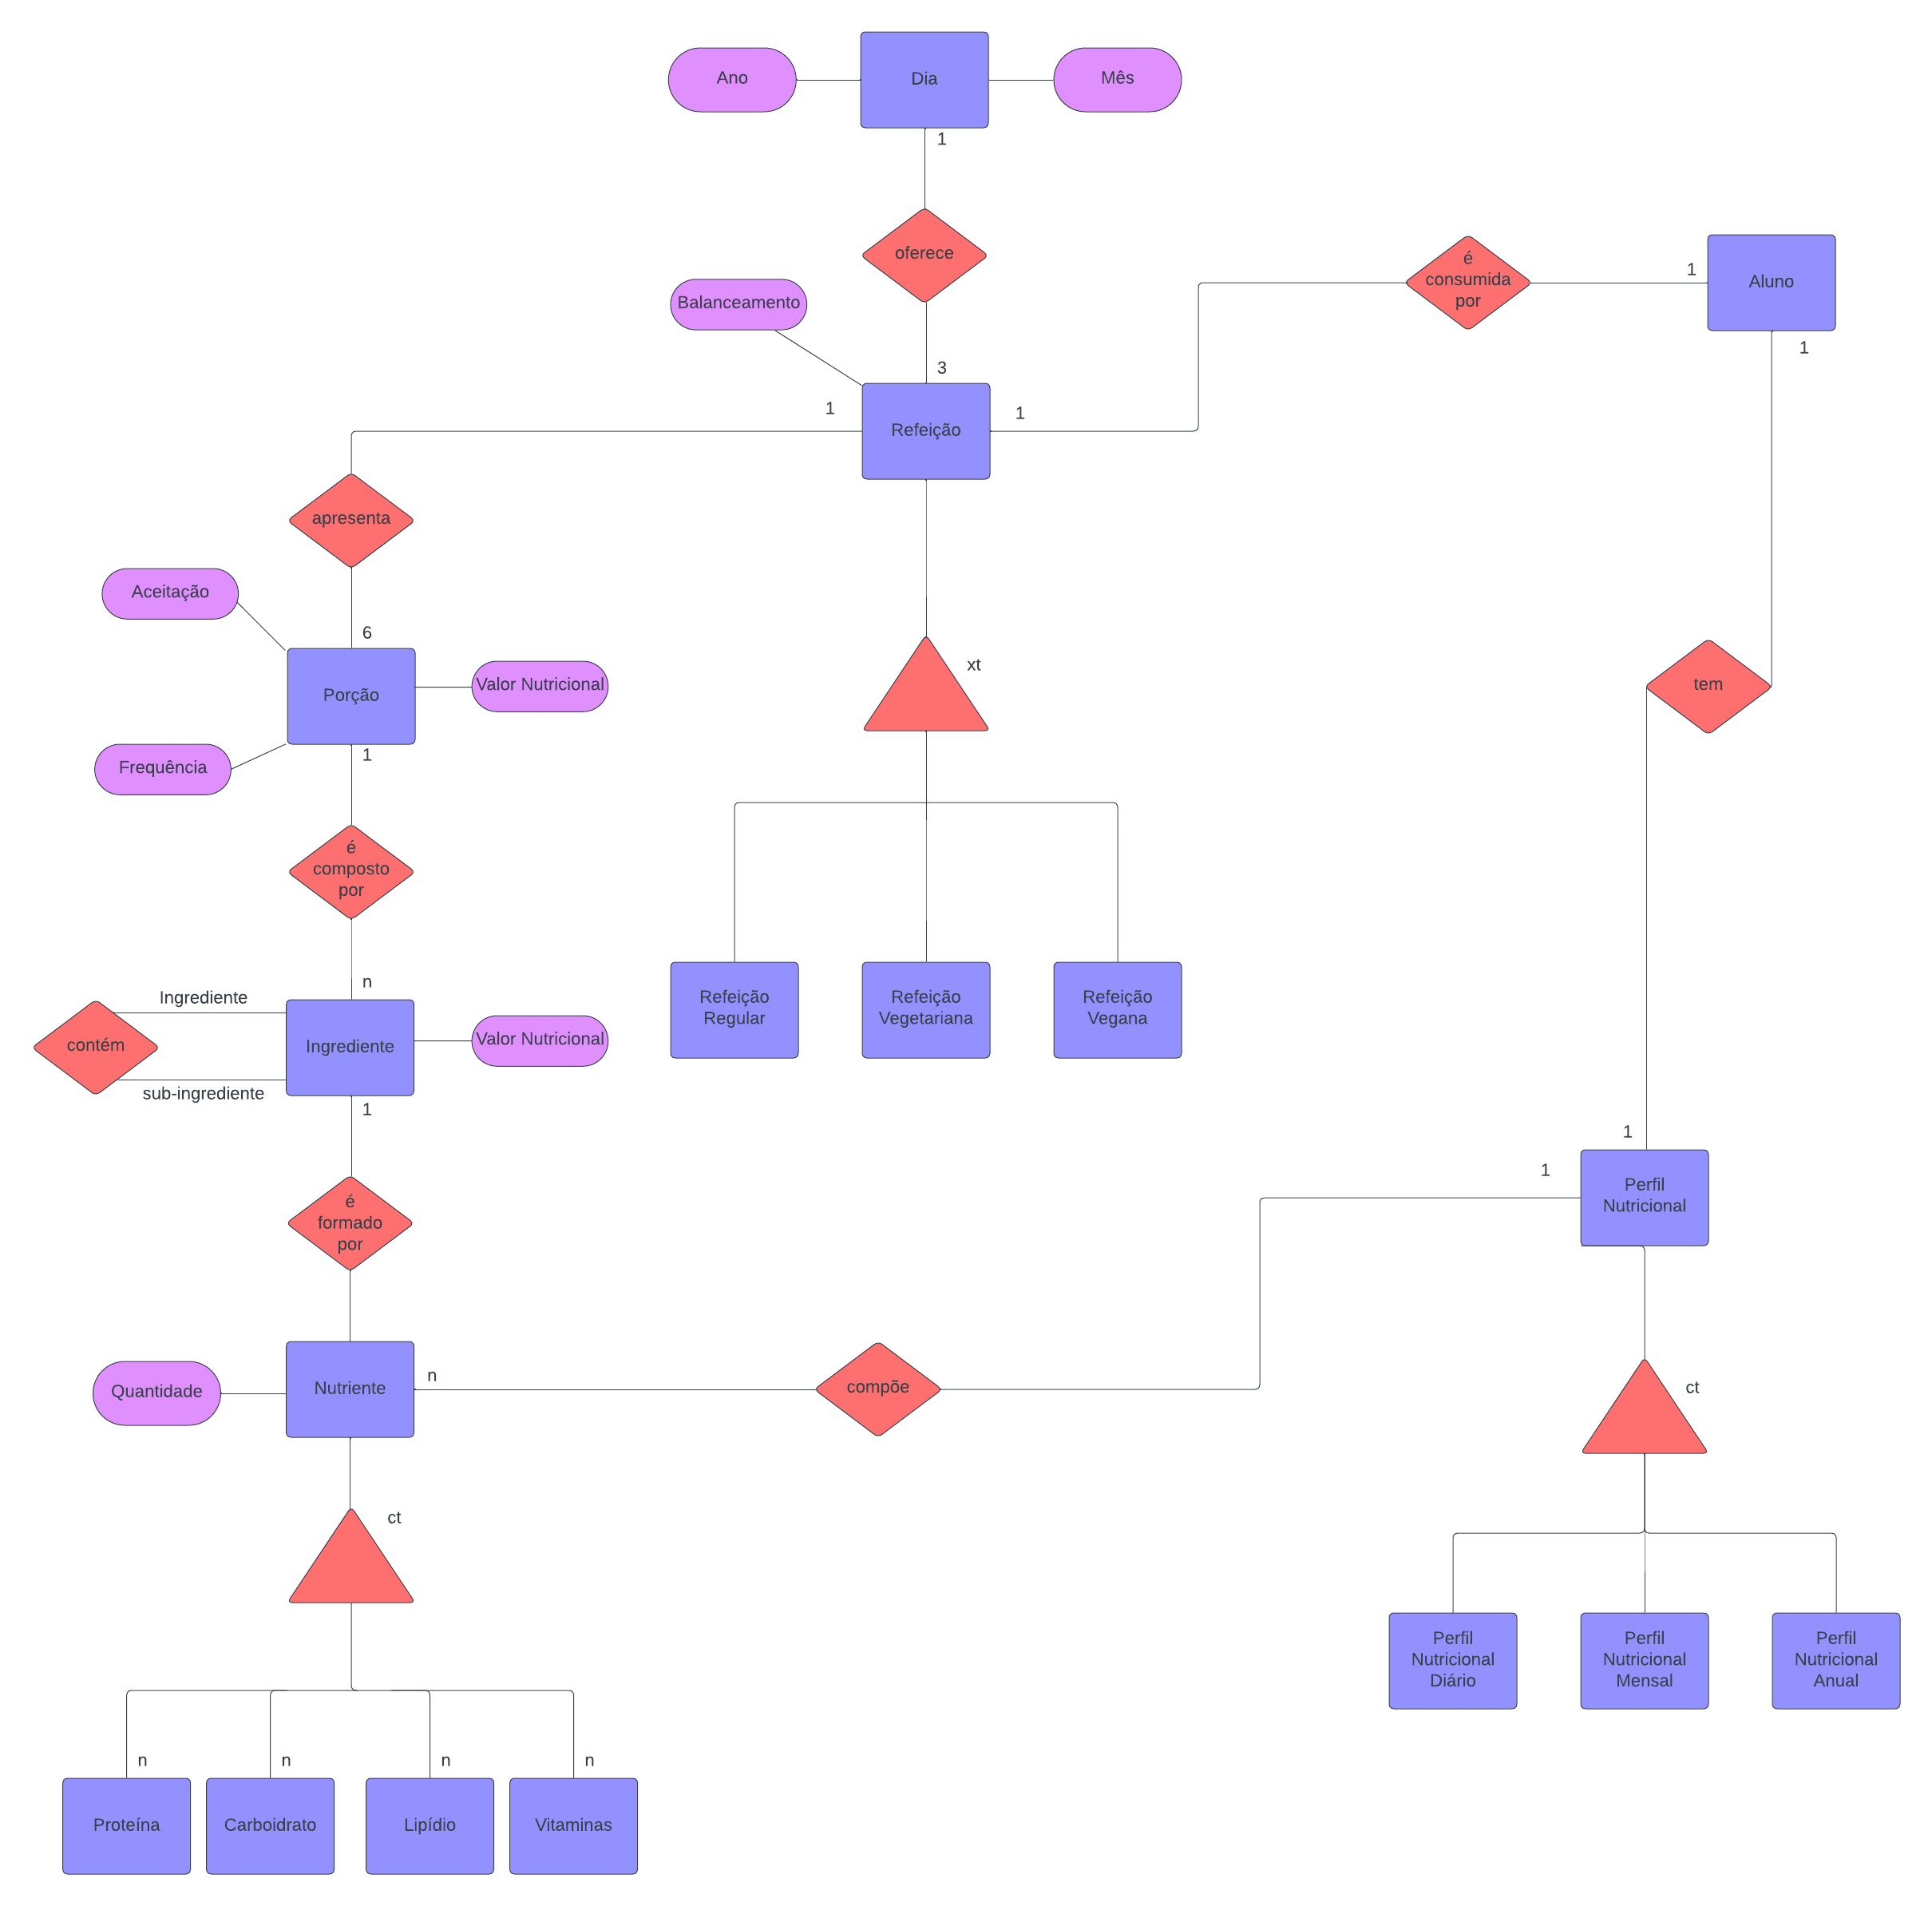 Ano
Dia
Mês
1
oferece
é
consumida
por
1
Aluno
1
Balanceamento
3
1
Refeição
1
apresenta
Aceitação
6
Porção
Valor Nutricional
xt
tem
Frequência
1
é
composto
por
n
Ingrediente
contém
Ingrediente
Valor Nutricional
sub-ingrediente
Refeição
Regular
Refeição
Vegetariana
Refeição
Vegana
1
1
1
Perfil
Nutricional
é
formado
por
n
Quantidade
Nutriente
compõe
ct
ct
Perfil
Nutricional
Diário
Perfil
Nutricional
Mensal
Perfil
Nutricional
Anual
n
n
n
n
Proteína
Carboidrato
Lipídio
Vitaminas